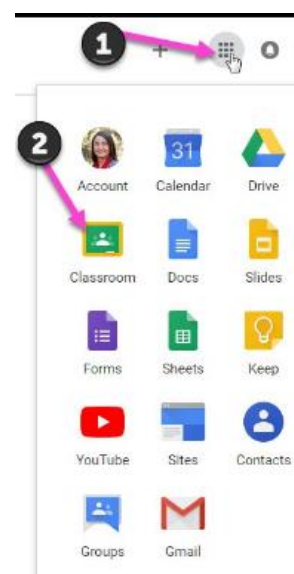 1
2
31
Account Calendar Drive
Classroom Docs Slides
Forms Sheets Keep
YouTube Sites Contacts
Groups Gmail